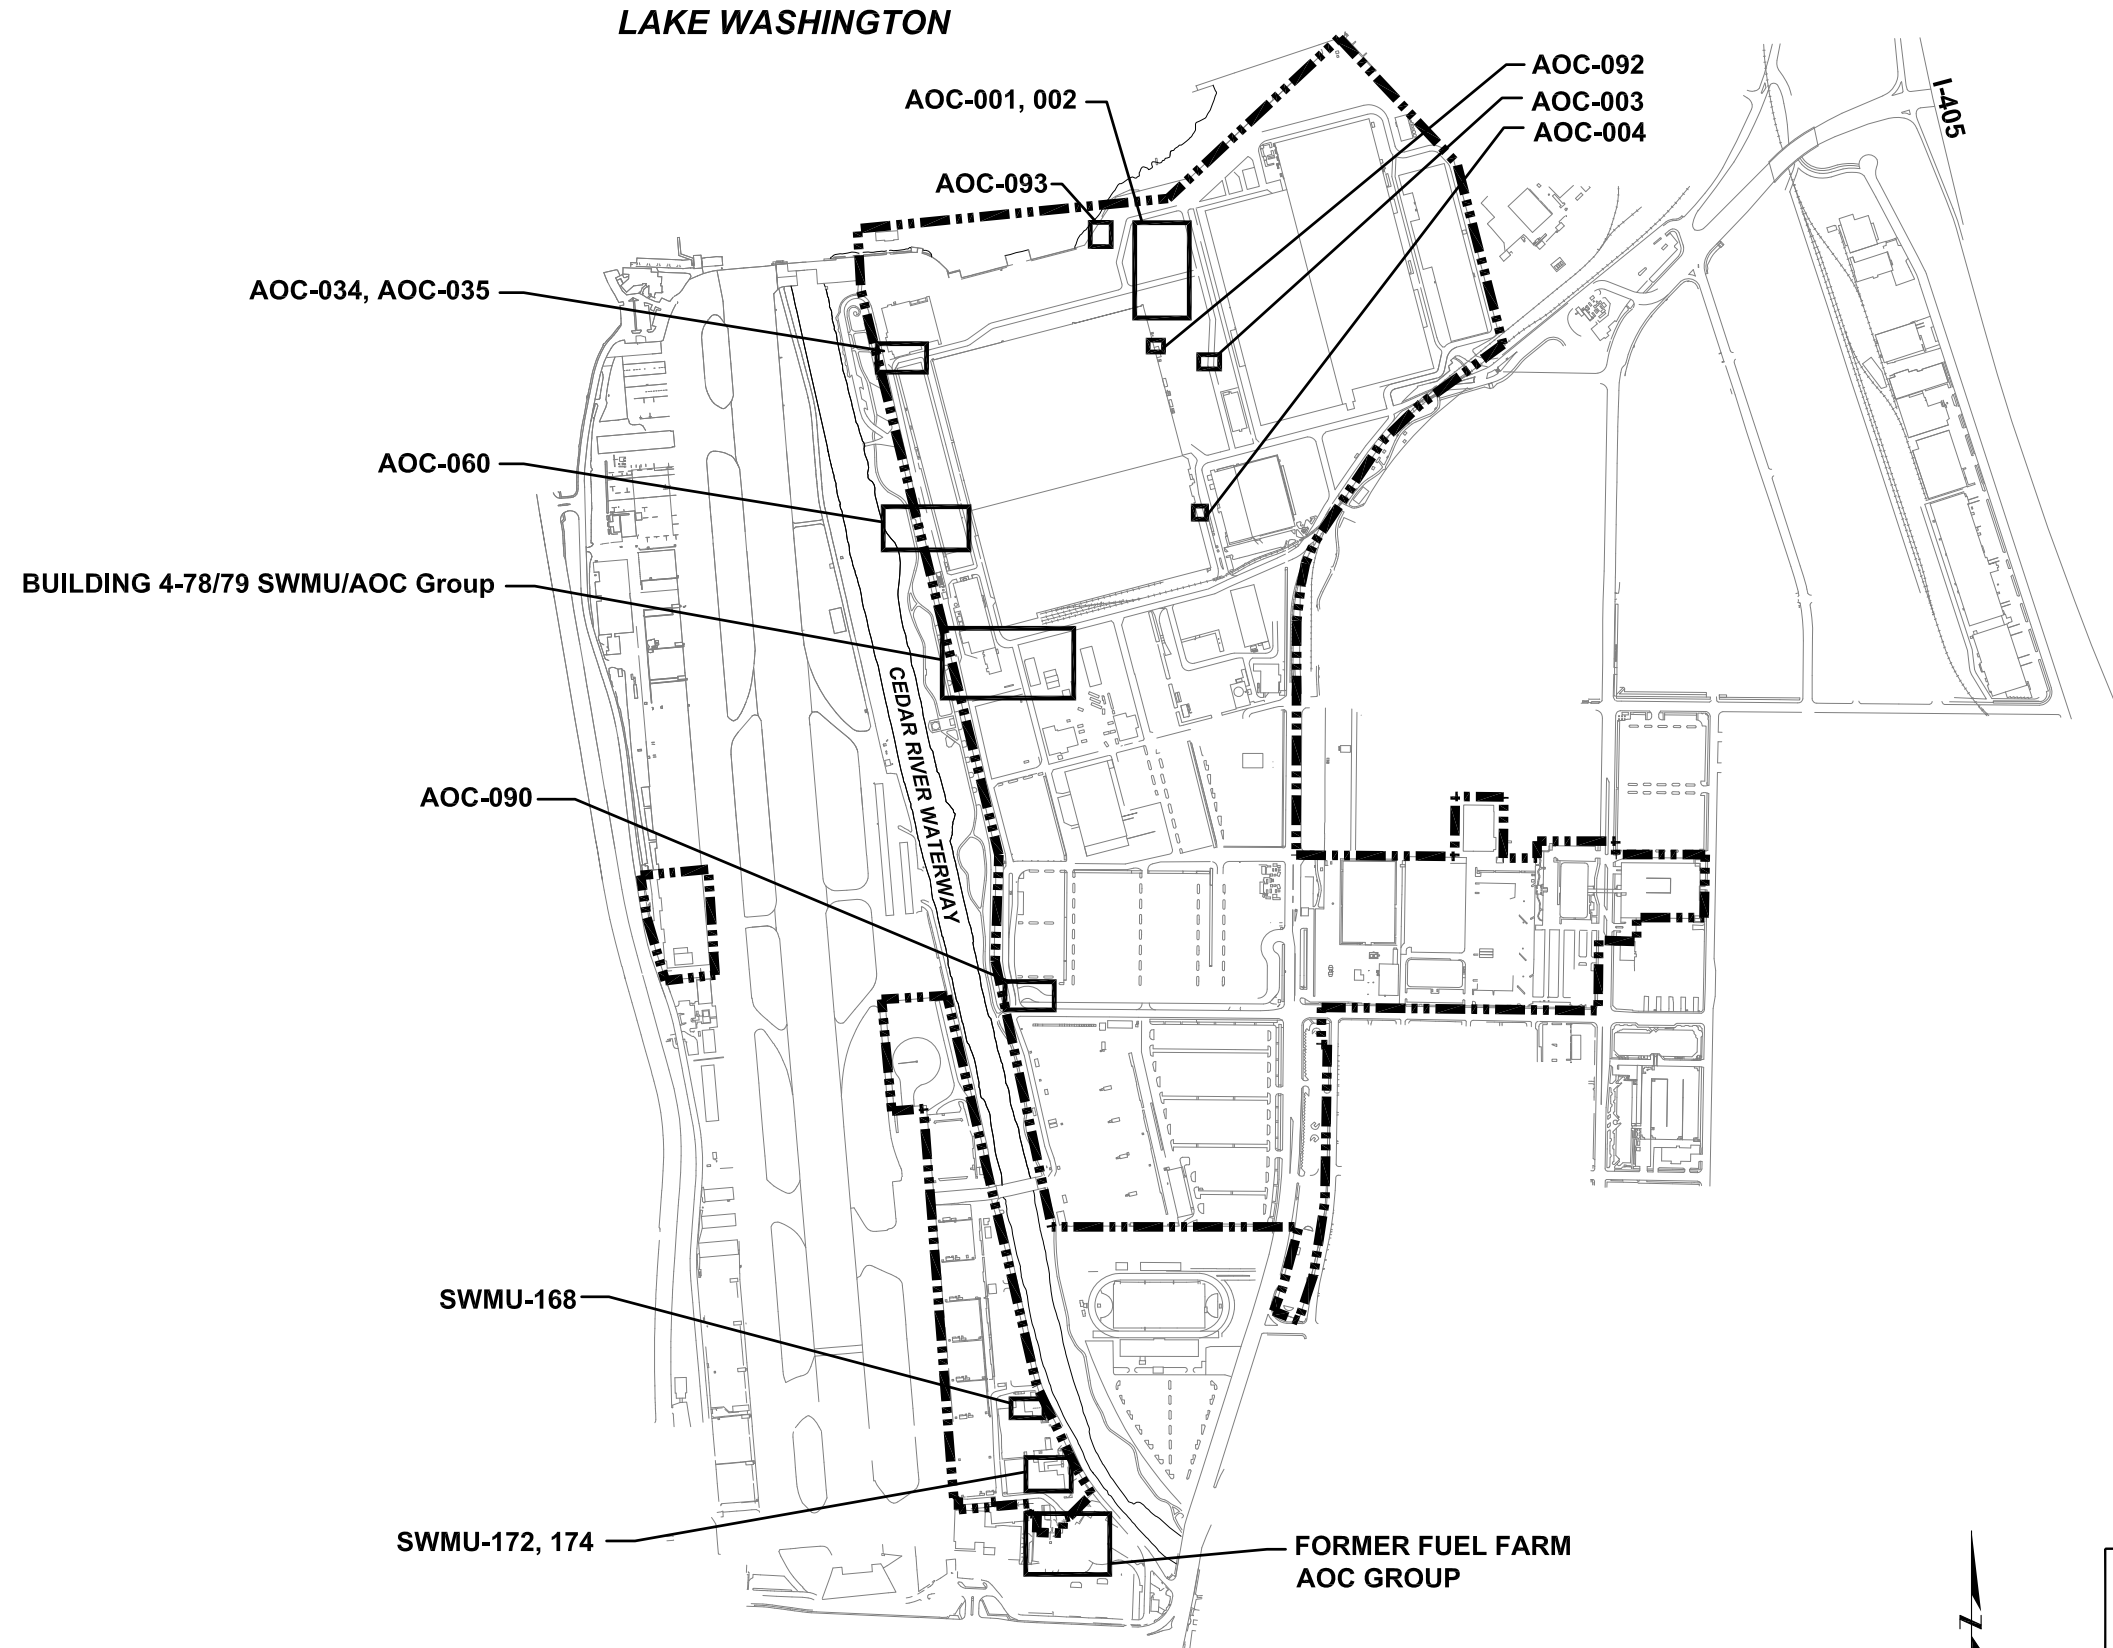 LAKE WASHINGTON
AOC-092
AOC-001, 002
AOC-003
I-405
AOC-004
AOC-093
AOC-034, AOC-035
AOC-060
BUILDING 4-78/79 SWMU/AOC Group
CEDAR RIVER WATERWAY
AOC-090
SWMU-168
SWMU-172, 174
FORMER FUEL FARM
AOC GROUP
N